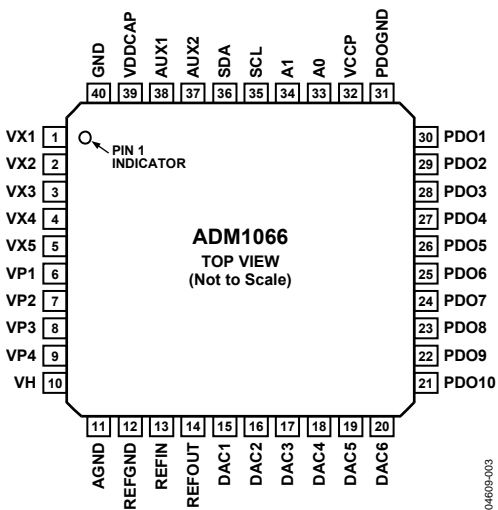 GND
VDDCAP
AUX1
AUX2
SDA
SCL
A1
A0
VCCP
PDOGND
40
39
38
37
36
35
34
33
32
31
VX1 1
VX2 2
VX3 3
VX4 4
VX5 5
VP1 6
VP2 7
VP3 8
VP4 9
VH 10
PIN 1
INDICATOR
ADM1066
TOP VIEW
(Not to Scale)
30 PDO1
29 PDO2
28 PDO3
27 PDO4
26 PDO5
25 PDO6
24 PDO7
23 PDO8
22 PDO9
21 PDO10
11
12
13
14
15
16
17
18
19
20
AGND
REFGND
REFIN
REFOUT
DAC1
DAC2
DAC3
DAC4
DAC5
DAC6
04609-003